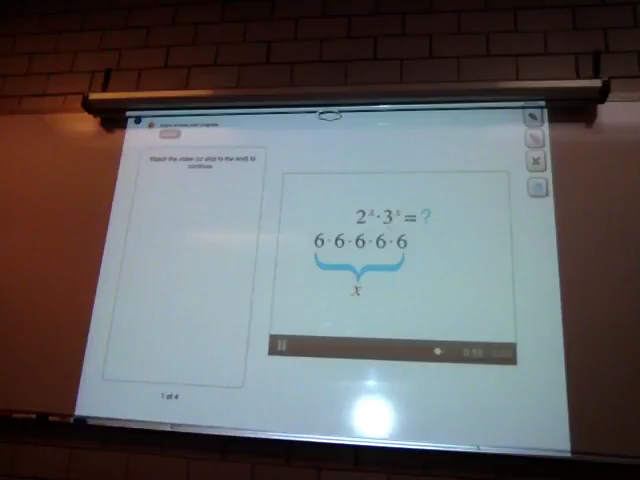 Watch the video (or skip to the end) to
continue.
2ˣ · 3ˣ = ?
6 · 6 · 6 · 6 · 6
x
1 of 4